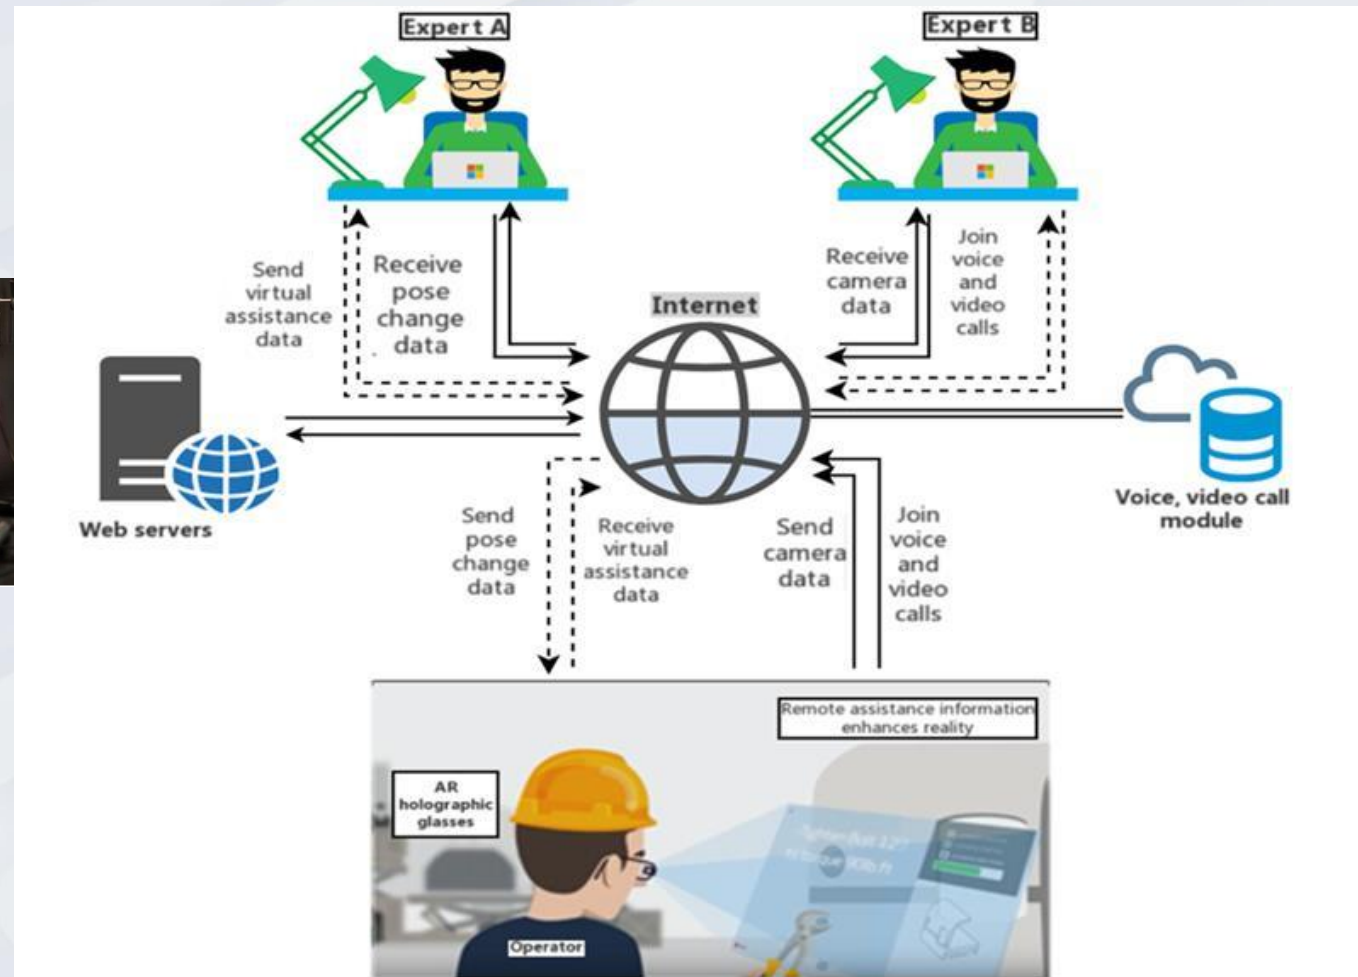 Expert A
Expert B
Send
virtual
assistance
data
Receive
pose
change
data
Receive
camera
data
Join
voice
and
video
calls
Internet
Web servers
Voice, video call
module
Send
pose
change
data
Receive
virtual
assistance
data
Send
camera
data
Join
voice
and
video
calls
Remote assistance information
enhances reality
AR
holographic
glasses
Operator